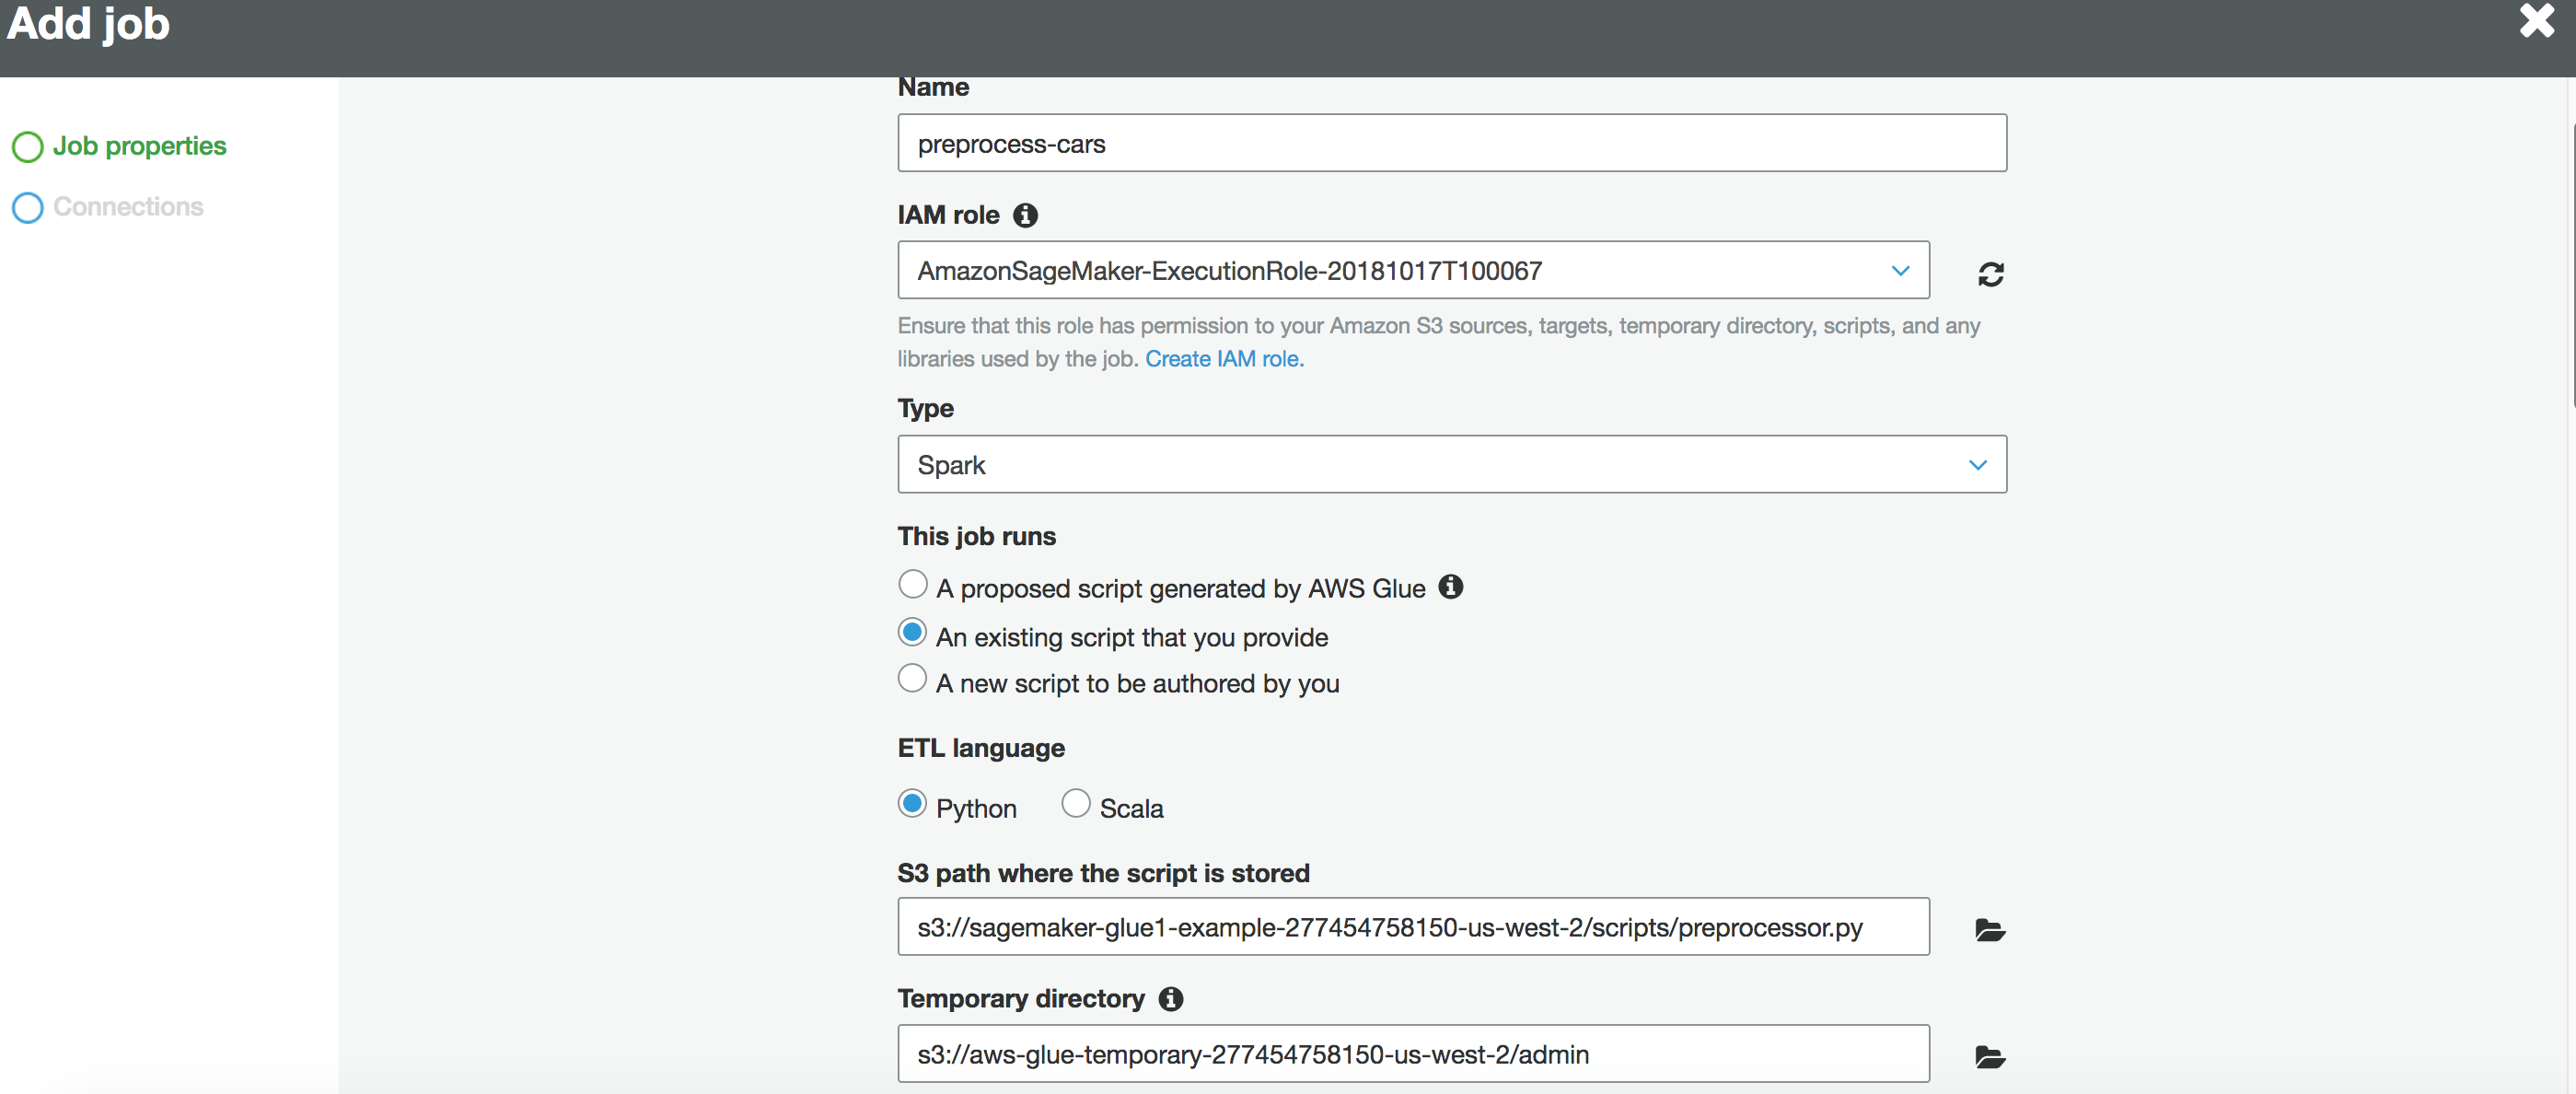 Add job
Job properties
Connections
Name
preprocess-cars
IAM role
AmazonSageMaker-ExecutionRole-20181017T100067
Ensure that this role has permission to your Amazon S3 sources, targets, temporary directory, scripts, and any
libraries used by the job. Create IAM role.
Type
Spark
This job runs
A proposed script generated by AWS Glue
An existing script that you provide
A new script to be authored by you
ETL language
Python Scala
S3 path where the script is stored
s3://sagemaker-glue1-example-277454758150-us-west-2/scripts/preprocessor.py
Temporary directory
s3://aws-glue-temporary-277454758150-us-west-2/admin